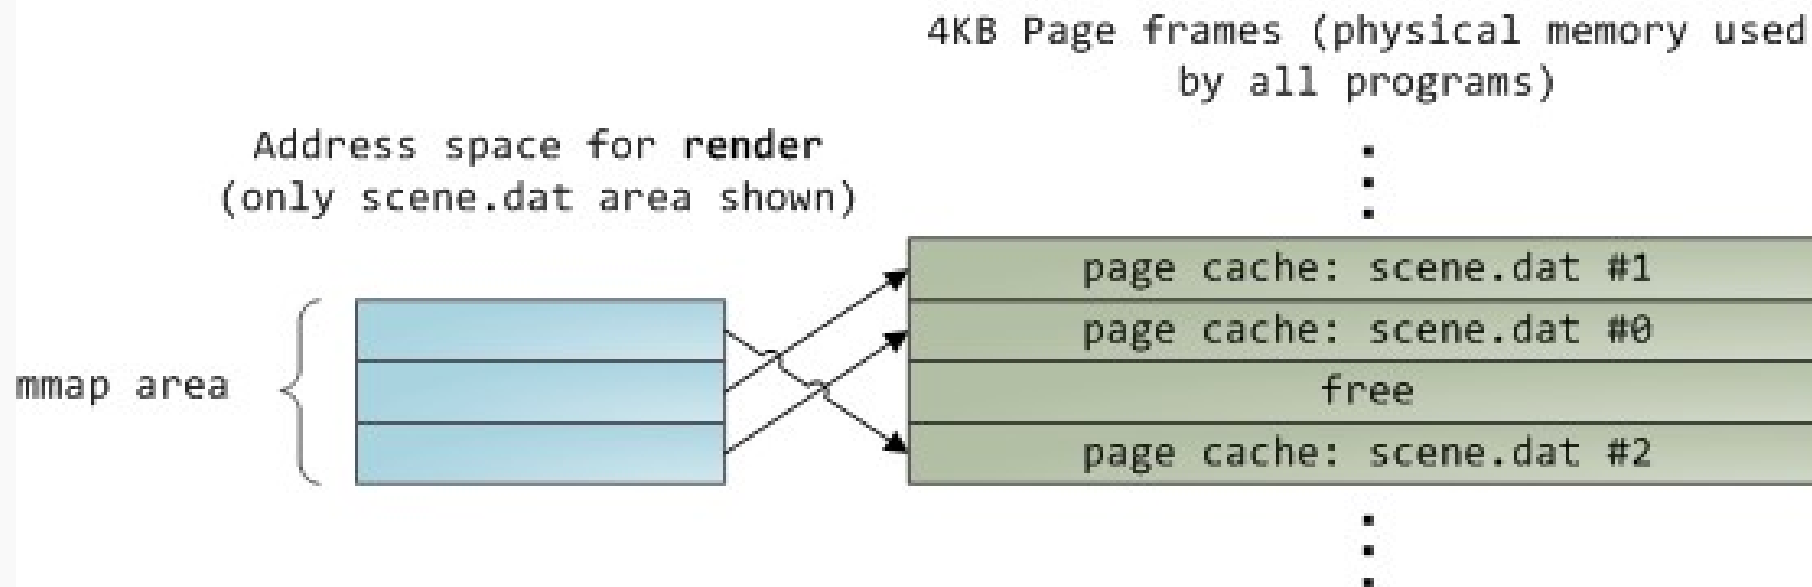 4KB Page frames (physical memory used
by all programs)
Address space for render
(only scene.dat area shown)
page cache: scene.dat #1
page cache: scene.dat #0
mmap area
free
page cache: scene.dat #2